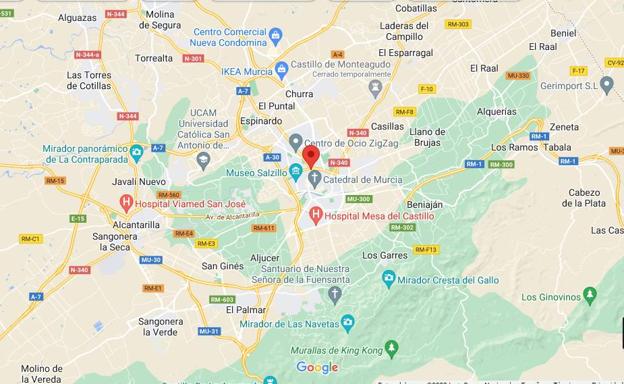 Alguazas
N-344
Molina
de Segura
Cobatillas
RM-303
Laderas del
Campillo
Centro Comercial
Nueva Condomina
Beniel
El Raal
A-4
El Esparragal
N-344-a
Torrealta
N-301
Castillo de Monteagudo
Cerrado temporalmente
IKEA Murcia
CV-92
El Raal
F-17
MU-330
Las Torres
de Cotillas
A-7
Churra
F-10
Gerimport S.L
El Puntal
RM-F8
Alquerías
N-344
UCAM
Universidad
Católica San
Antonio de...
Espinardo
Casillas
N-340
Llano de
Brujas
Zeneta
RM-1
Centro de Ocio ZigZag
Mirador panorámico
de La Contraparada
A-7
A-30
N-340
Los Ramos
Tabala
RM-1
RM-300
Museo Salzillo
Catedral de Murcia
RM-15
Javalí Nuevo
RM-560
MU-300
Cabezo
de la Plata
Hospital Viamed San José
Beniaján
E-15
Av. de Alcantarilla
Hospital Mesa del Castillo
Alcantarilla
RM-611
RM-302
RM-E4
Las Cas
RM-C1
Sangonera
la Seca
RM-E3
RM-F13
MU-30
Aljucer
Los Garres
N-340
San Ginés
Santuario de Nuestra
Señora de la Fuensanta
Mirador Cresta del Gallo
RM-E1
A-7
RM-603
Los Ginovinos
El Palmar
Sangonera
la Verde
MU-31
Mirador de Las Navetas
Murallas de King Kong
Google
Molino de
la Vereda